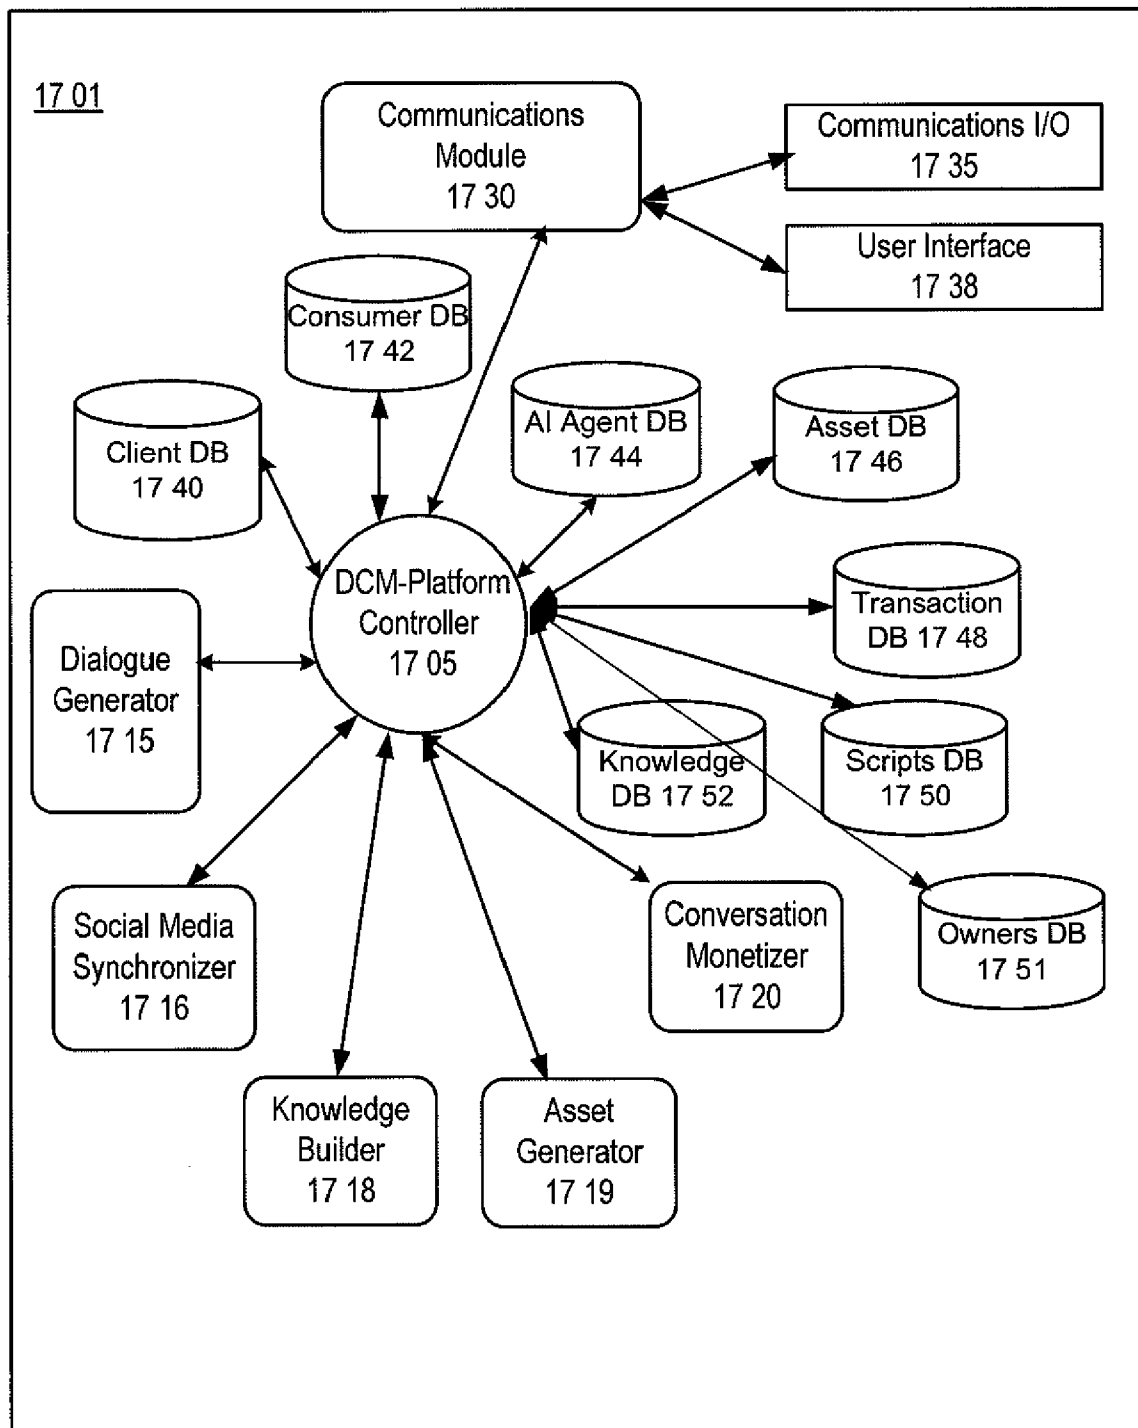 17 01
Communications
Module
17 30
Communications I/O
17 35
User Interface
17 38
Consumer DB
17 42
Client DB
17 40
AI Agent DB
17 44
Asset DB
17 46
DCM-Platform
Controller
17 05
Transaction
DB 17 48
Dialogue
Generator
17 15
Knowledge
DB 17 52
Scripts DB
17 50
Social Media
Synchronizer
17 16
Conversation
Monetizer
17 20
Owners DB
17 51
Knowledge
Builder
17 18
Asset
Generator
17 19